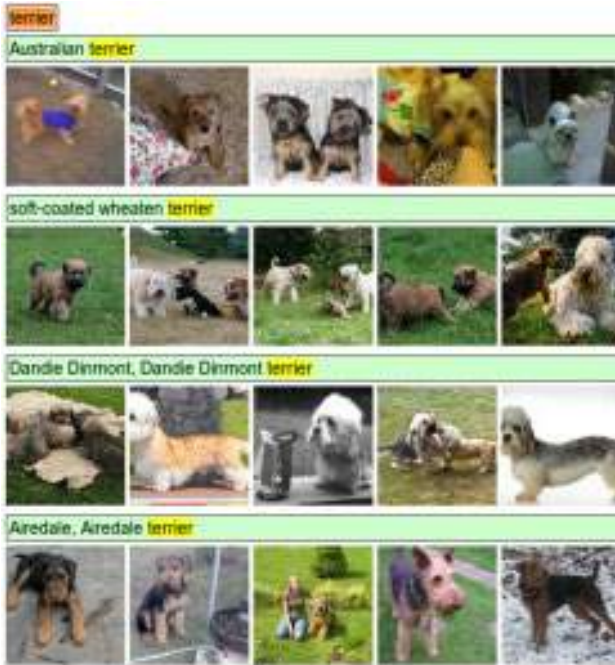 terrier
Australian terrier
soft-coated wheaten terrier
Dandie Dinmont, Dandie Dinmont terrier
Airedale, Airedale terrier